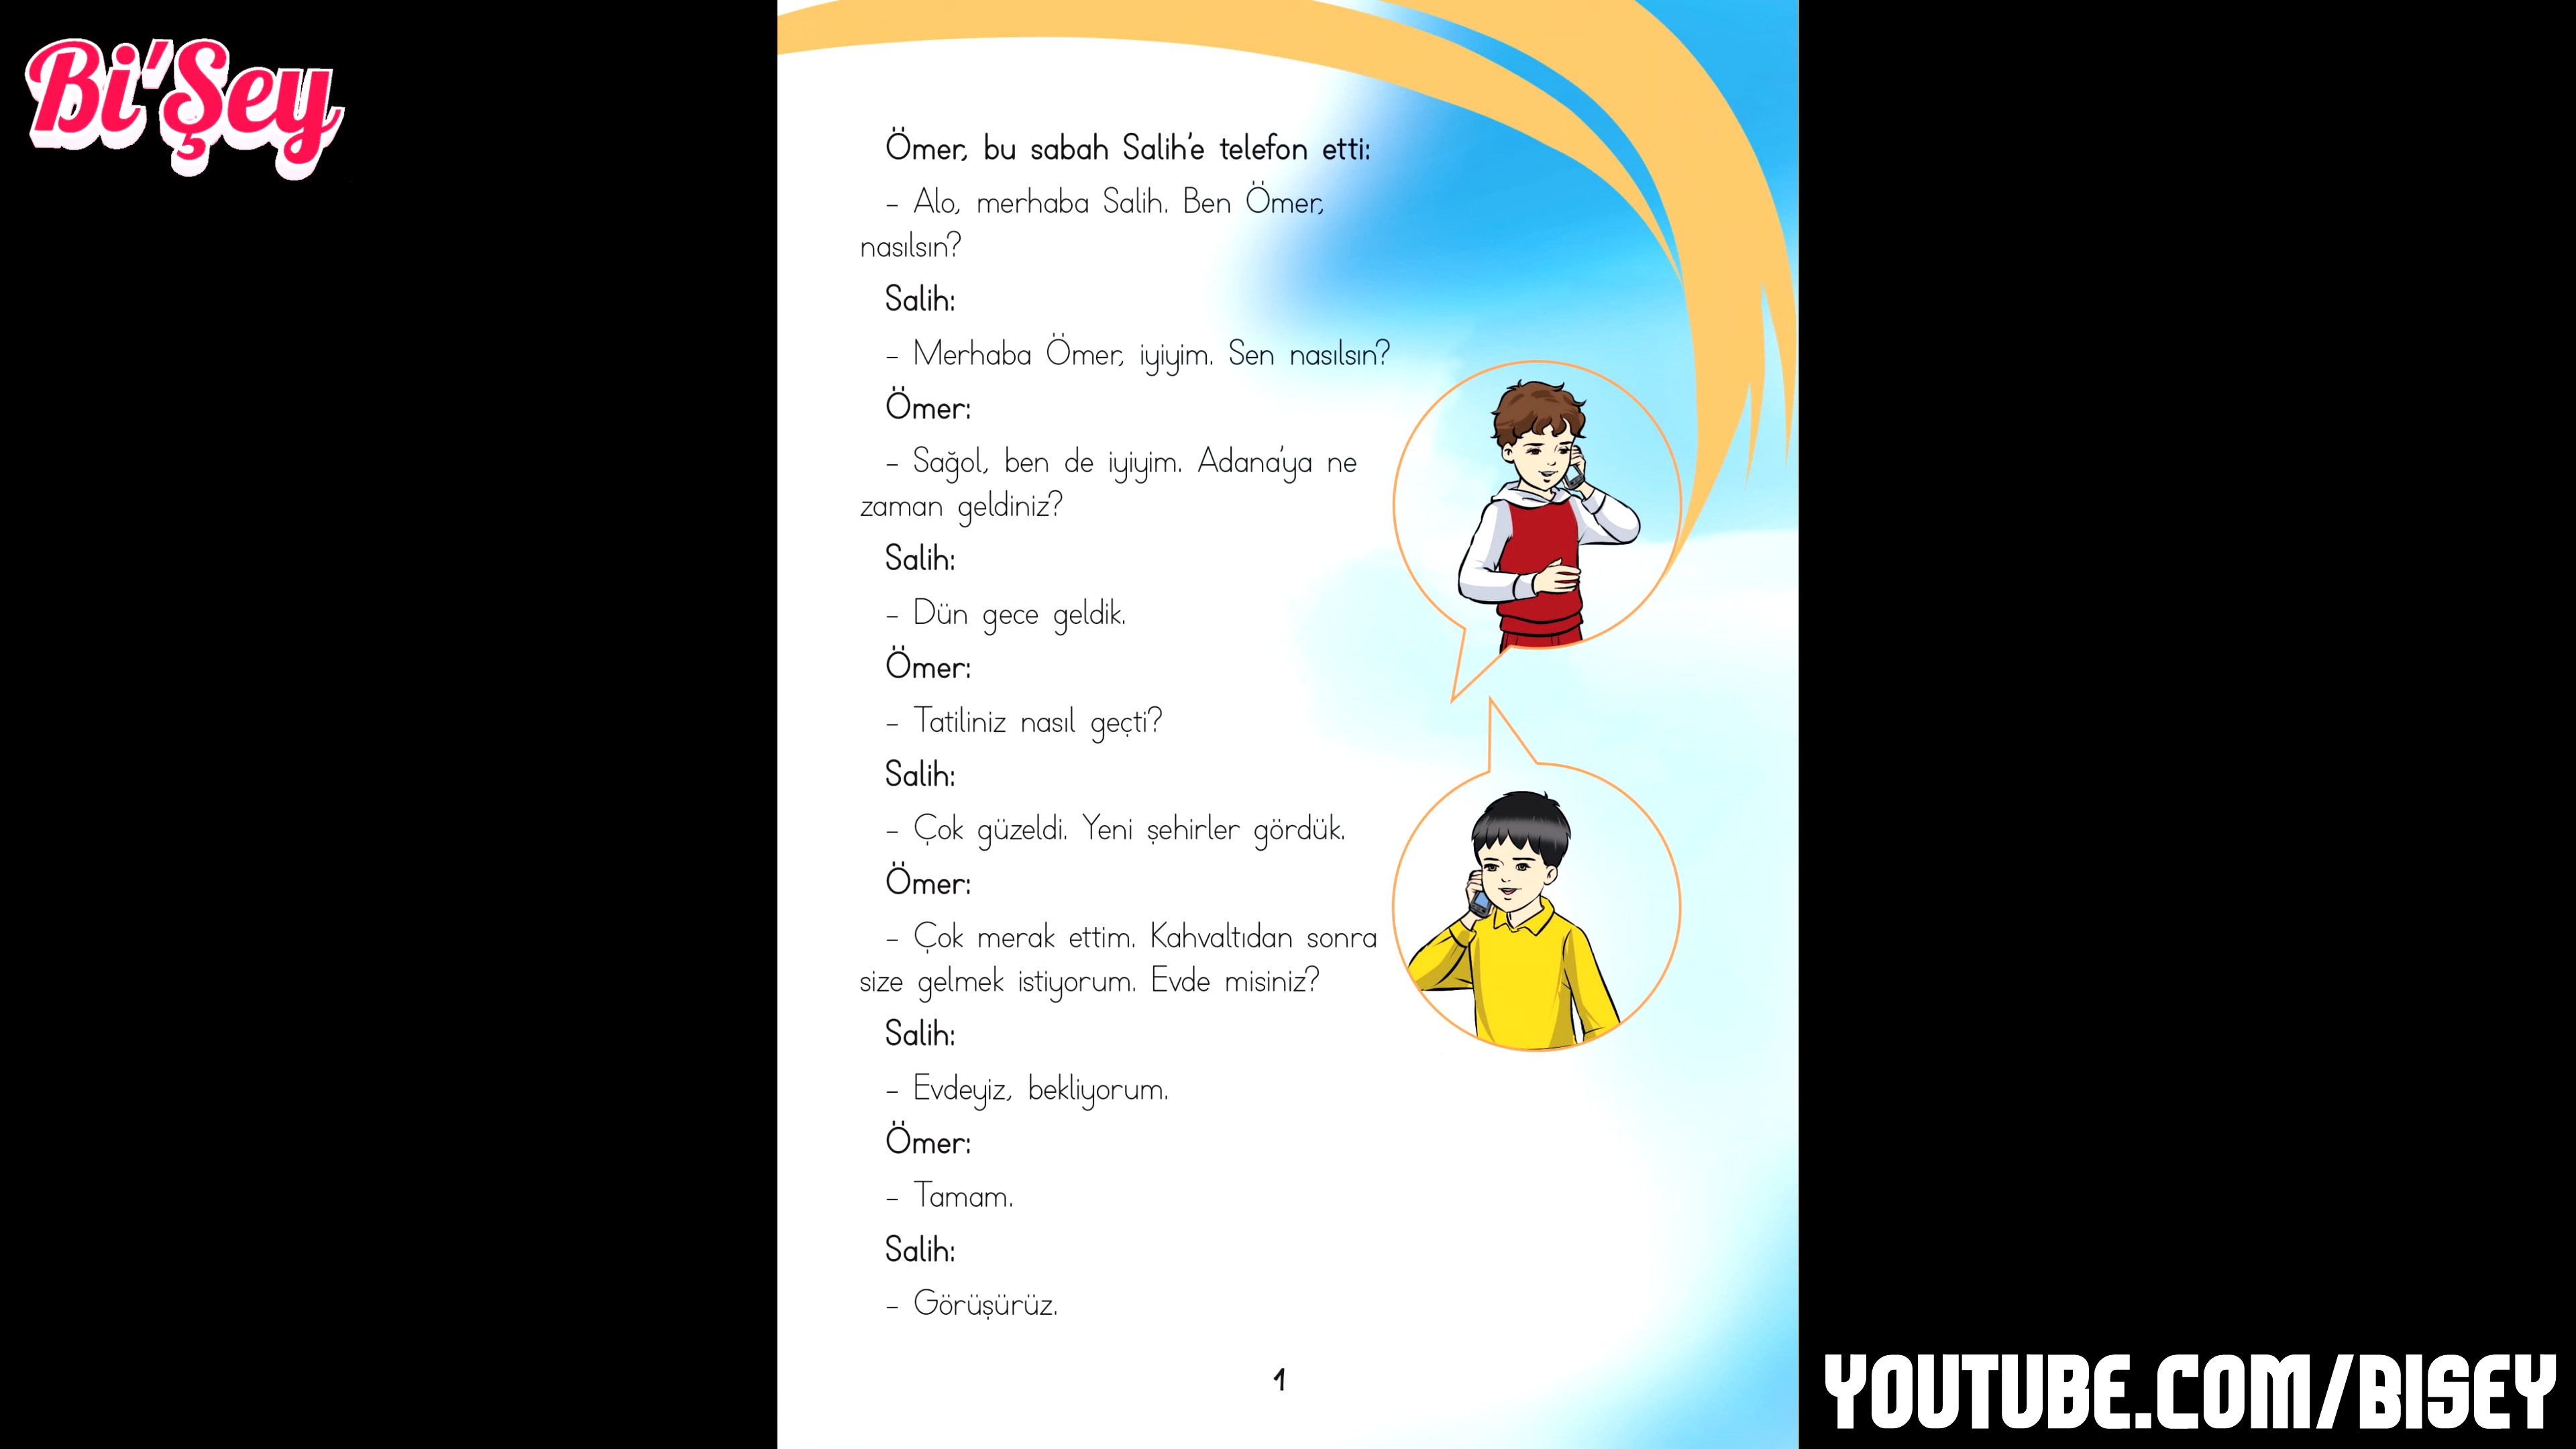 Bi'Şey
Ömer, bu sabah Salih'e telefon etti:
– Alo, merhaba Salih. Ben Ömer,
nasılsın?
Salih:
– Merhaba Ömer, iyiyim. Sen nasılsın?
Ömer:
– Sağol, ben de iyiyim. Adana'ya ne
zaman geldiniz?
Salih:
– Dün gece geldik.
Ömer:
– Tatiliniz nasıl geçti?
Salih:
– Çok güzeldi. Yeni şehirler gördük.
Ömer:
– Çok merak ettim. Kahvaltıdan sonra
size gelmek istiyorum. Evde misiniz?
Salih:
– Evdeyiz, bekliyorum.
Ömer:
– Tamam.
Salih:
– Görüşürüz.
1
YOUTUBE.COM/BISEY